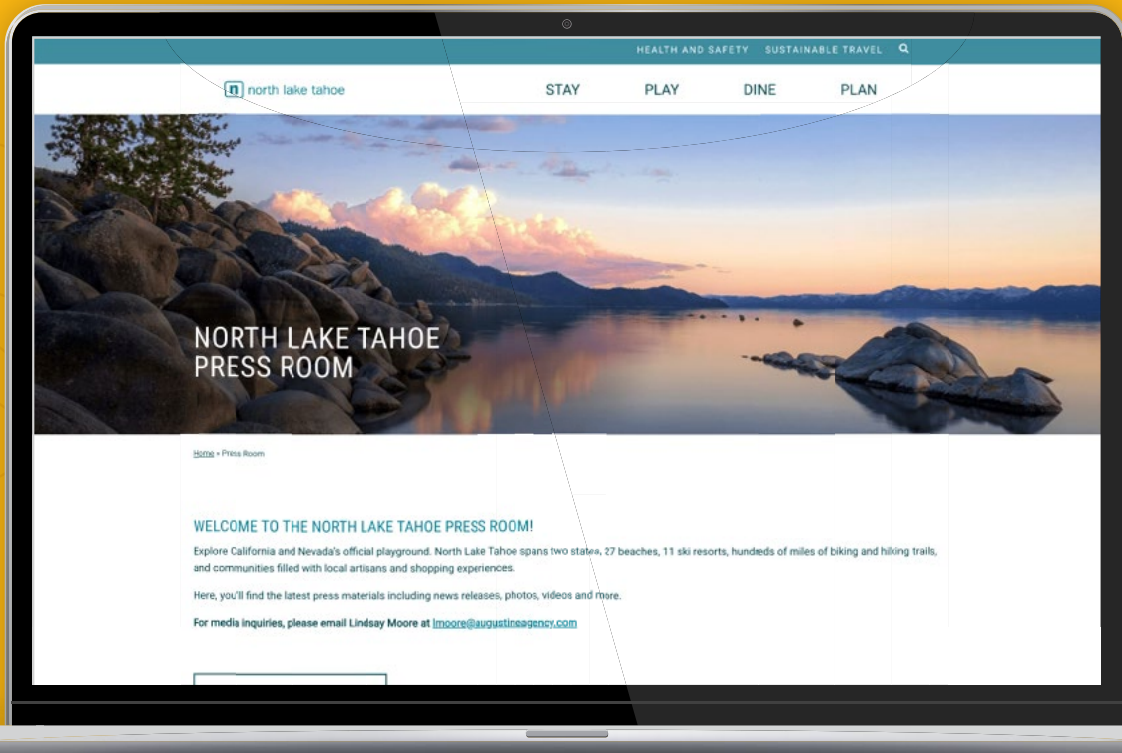 HEALTH AND SAFETY SUSTAINABLE TRAVEL
n north lake tahoe STAY PLAY DINE PLAN
NORTH LAKE TAHOE
PRESS ROOM
Home » Press Room
WELCOME TO THE NORTH LAKE TAHOE PRESS ROOM!
Explore California and Nevada's official playground. North Lake Tahoe spans two states, 27 beaches, 11 ski resorts, hundreds of miles of biking and hiking trails,
and communities filled with local artisans and shopping experiences.
Here, you'll find the latest press materials including news releases, photos, videos and more.
For media inquiries, please email Lindsay Moore at lmoore@augustineagency.com